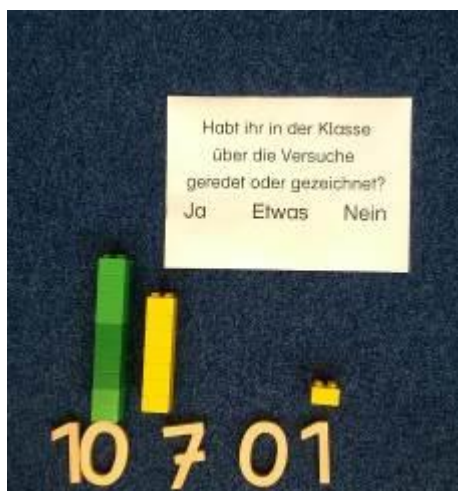 Habt ihr in der Klasse
über die Versuche
geredet oder gezeichnet?
Ja Etwas Nein
10 7 0 1